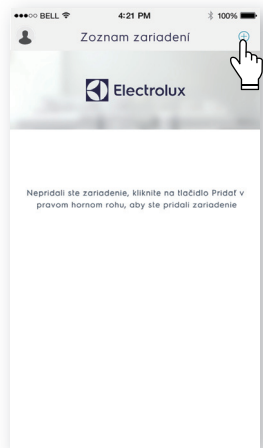 BELL 4:21 PM 100%
Zoznam zariadení
Electrolux
Nepridali ste zariadenie, kliknite na tlačidlo Pridať v
pravom hornom rohu, aby ste pridali zariadenie